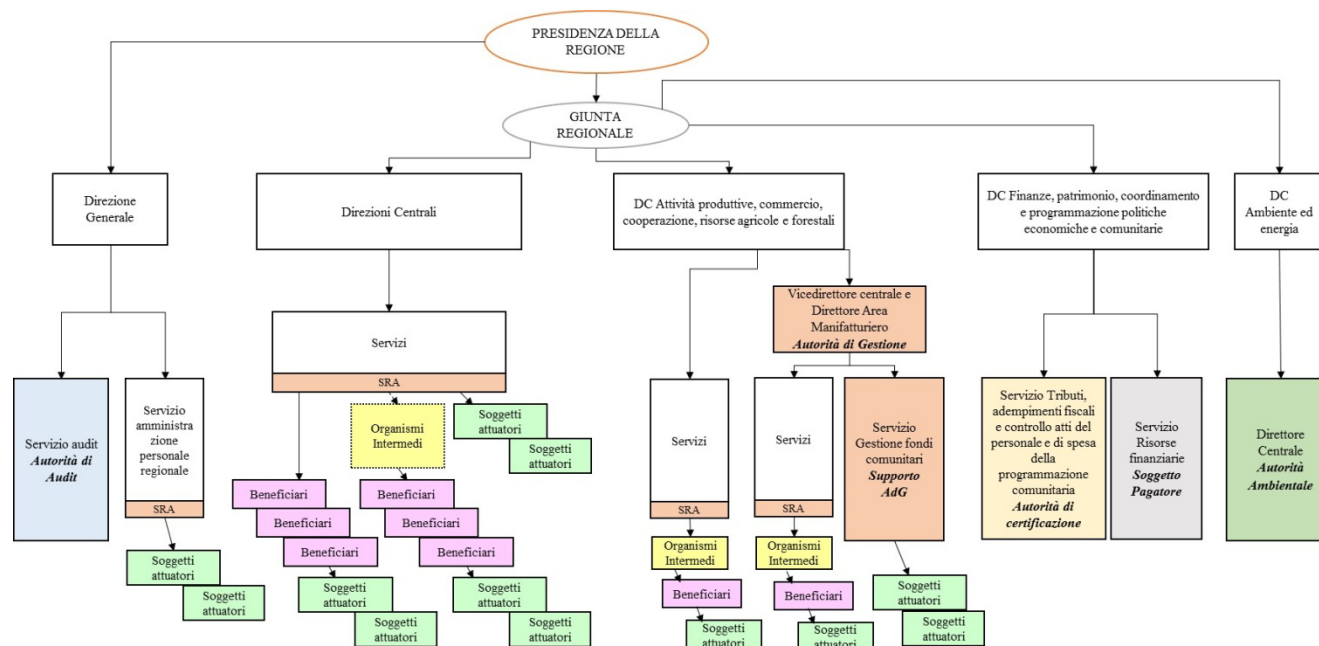 PRESIDENZA DELLA
REGIONE
GIUNTA
REGIONALE
Direzione
Generale
Direzioni Centrali
DC Attività produttive, commercio,
cooperazione, risorse agricole e forestali
DC Finanze, patrimonio, coordinamento
e programmazione politiche
economiche e comunitarie
DC
Ambiente ed
energia
Servizio audit
Autorità di
Audit
Servizio
amministra
zione
personale
regionale
SRA
Soggetti
attuatori
Soggetti
attuatori
Servizi
SRA
Organismi
Intermedi
Soggetti
attuatori
Soggetti
attuatori
Beneficiari
Beneficiari
Beneficiari
Soggetti
attuatori
Soggetti
attuatori
Beneficiari
Beneficiari
Beneficiari
Soggetti
attuatori
Soggetti
attuatori
Vicedirettore centrale e
Direttore Area
Manifatturiero
Autorità di Gestione
Servizi
SRA
Organismi
Intermedi
Beneficiari
Soggetti
attuatori
Servizi
SRA
Organismi
Intermedi
Beneficiari
Soggetti
attuatori
Servizio
Gestione fondi
comunitari
Supporto
AdG
Soggetti
attuatori
Soggetti
attuatori
Servizio Tributi,
adempimenti fiscali
e controllo atti del
personale e di spesa
della
programmazione
comunitaria
Autorità di
certificazione
Servizio
Risorse
finanziarie
Soggetto
Pagatore
Direttore
Centrale
Autorità
Ambientale